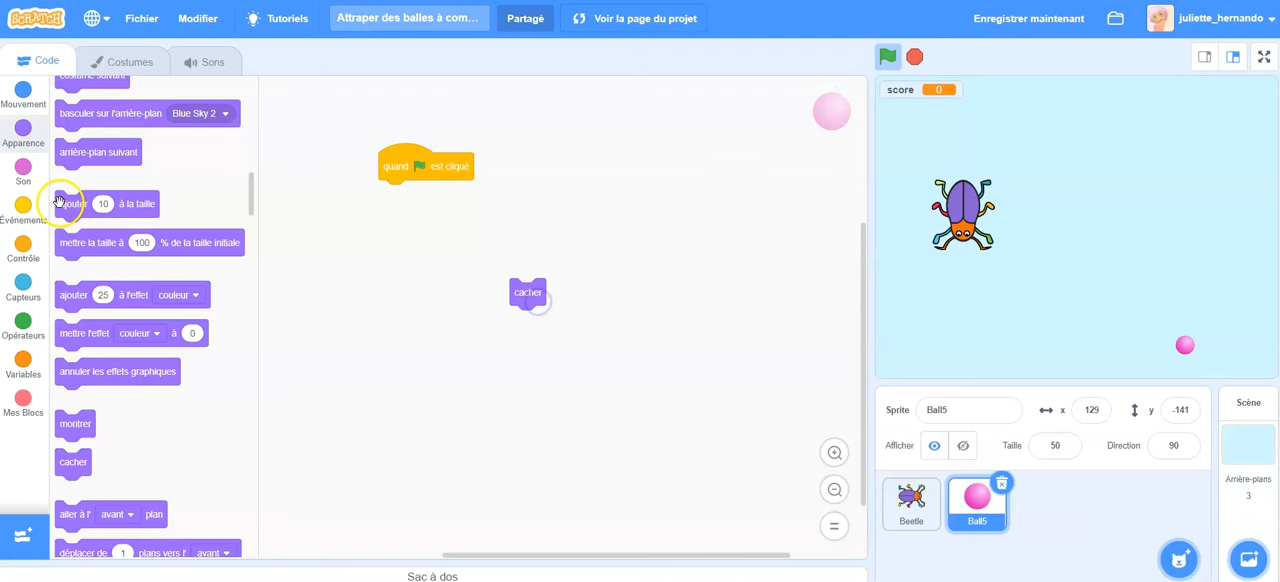 SCRATCH Fichier Modifier Tutoriels Attraper des balles à com... Partagé Voir la page du projet Enregistrer maintenant juliette_hernando
Code Costumes Sons
Mouvement
Apparence
Son
Événements
Contrôle
Capteurs
Opérateurs
Variables
Mes Blocs
costume suivant
basculer sur l'arrière-plan Blue Sky 2
arrière-plan suivant
ajouter 10 à la taille
mettre la taille à 100 % de la taille initiale
ajouter 25 à l'effet couleur
mettre l'effet couleur à 0
annuler les effets graphiques
montrer
cacher
aller à l' avant plan
déplacer de 1 plans vers l' avant
quand est cliqué
cacher
Sac à dos
score 0
Sprite Ball5 x 129 y -141
Afficher Taille 50 Direction 90
Beetle Ball5
Scène
Arrière-plans
3